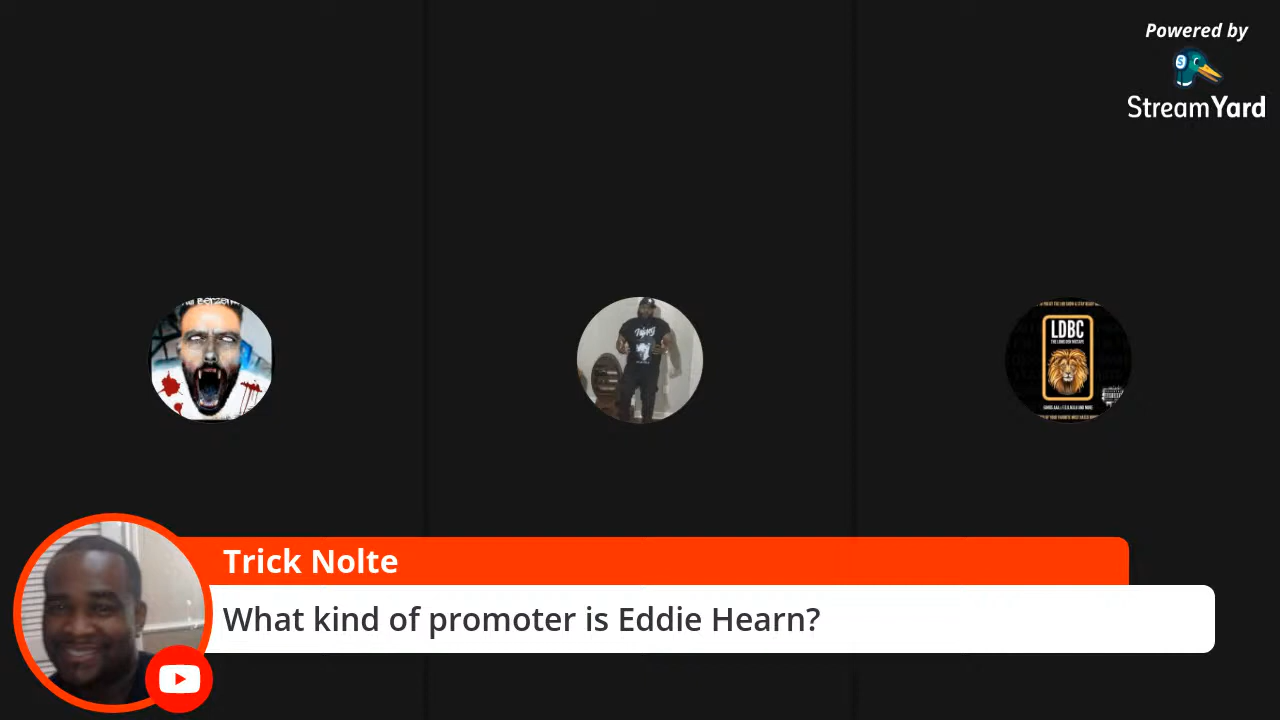 Powered by
StreamYard
LDBC
Trick Nolte
What kind of promoter is Eddie Hearn?